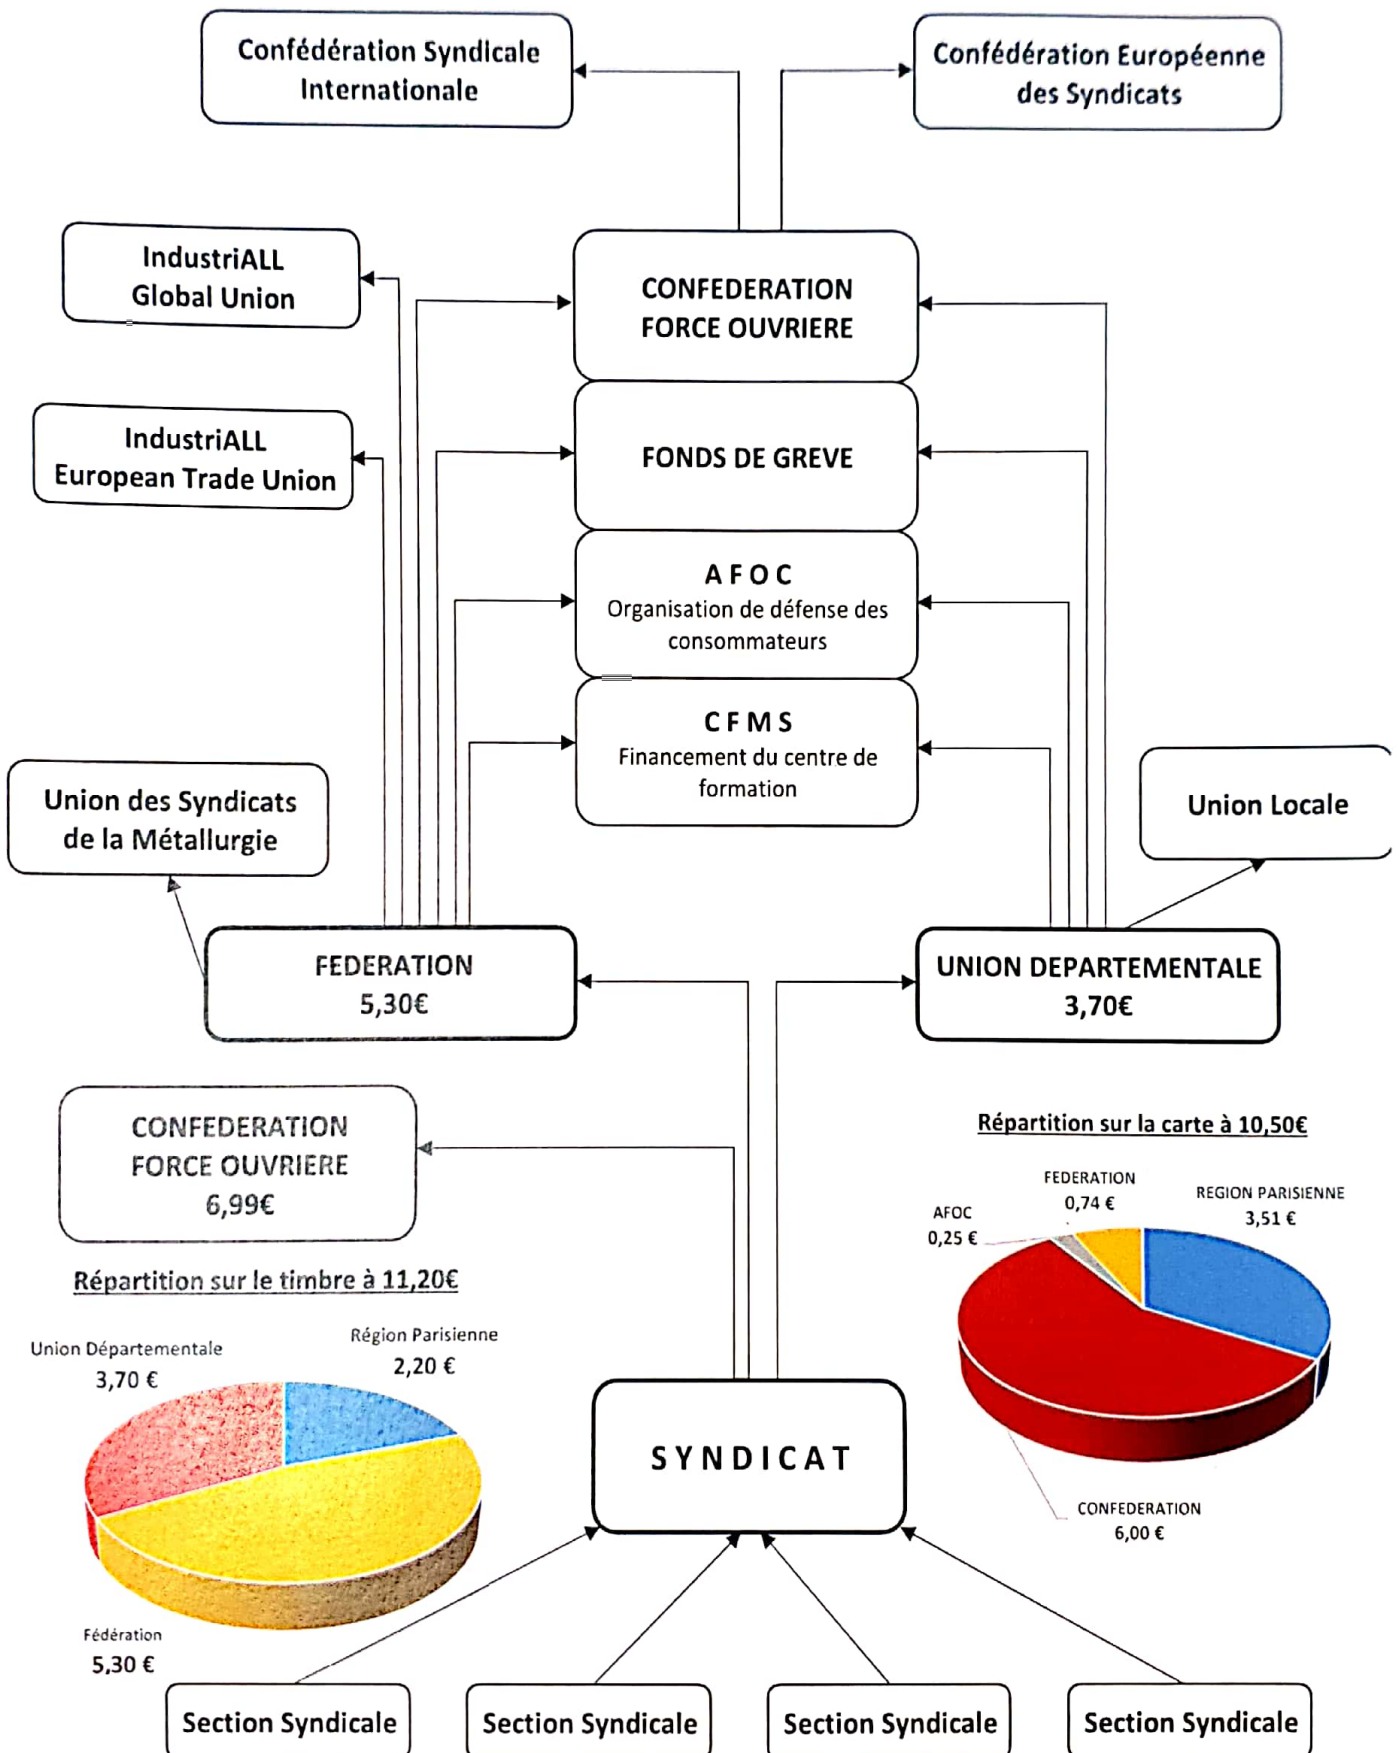 Confédération Syndicale
Internationale
Confédération Européenne
des Syndicats
IndustriALL
Global Union
CONFEDERATION
FORCE OUVRIERE
IndustriALL
European Trade Union
FONDS DE GREVE
A F O C
Organisation de défense des
consommateurs
C F M S
Financement du centre de
formation
Union des Syndicats
de la Métallurgie
Union Locale
FEDERATION
5,30€
UNION DEPARTEMENTALE
3,70€
CONFEDERATION
FORCE OUVRIERE
6,99€
Répartition sur la carte à 10,50€
FEDERATION
0,74 €
REGION PARISIENNE
3,51 €
AFOC
0,25 €
CONFEDERATION
6,00 €
Répartition sur le timbre à 11,20€
Union Départementale
3,70 €
Région Parisienne
2,20 €
Fédération
5,30 €
S Y N D I C A T
Section Syndicale
Section Syndicale
Section Syndicale
Section Syndicale